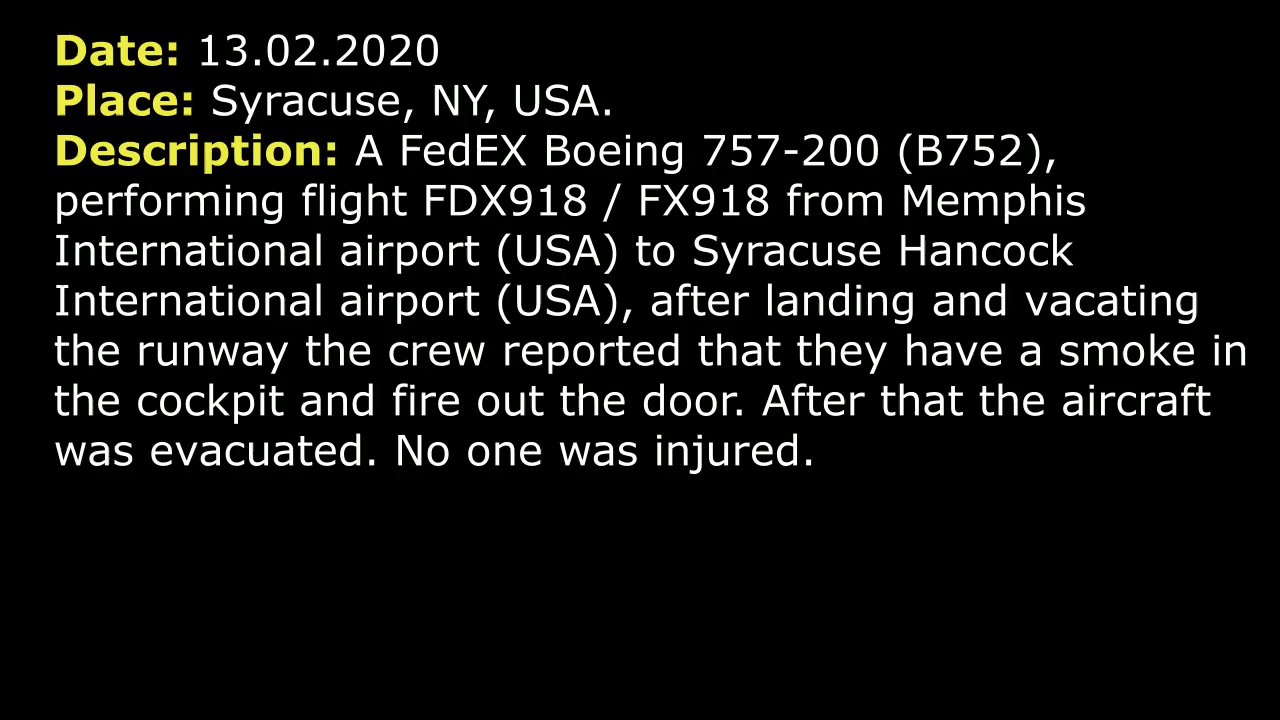 Date: 13.02.2020
Place: Syracuse, NY, USA.
Description: A FedEX Boeing 757-200 (B752),
performing flight FDX918 / FX918 from Memphis
International airport (USA) to Syracuse Hancock
International airport (USA), after landing and vacating
the runway the crew reported that they have a smoke in
the cockpit and fire out the door. After that the aircraft
was evacuated. No one was injured.